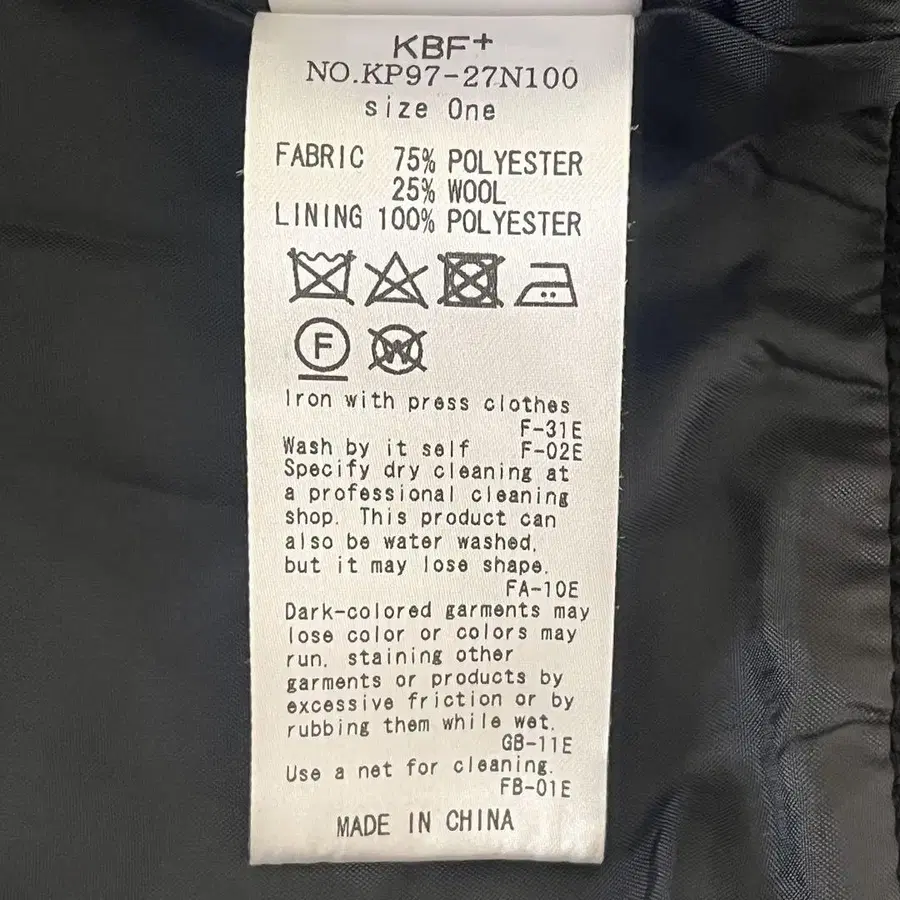 KBF+
NO.KP97-27N100
size One
FABRIC 75% POLYESTER
25% WOOL
LINING 100% POLYESTER
F
W
Iron with press clothes
F-31E
Wash by it self F-02E
Specify dry cleaning at
a professional cleaning
shop. This product can
also be water washed,
but it may lose shape.
FA-10E
Dark-colored garments may
lose color or colors may
run, staining other
garments or products by
excessive friction or by
rubbing them while wet.
GB-11E
Use a net for cleaning.
FB-01E
MADE IN CHINA